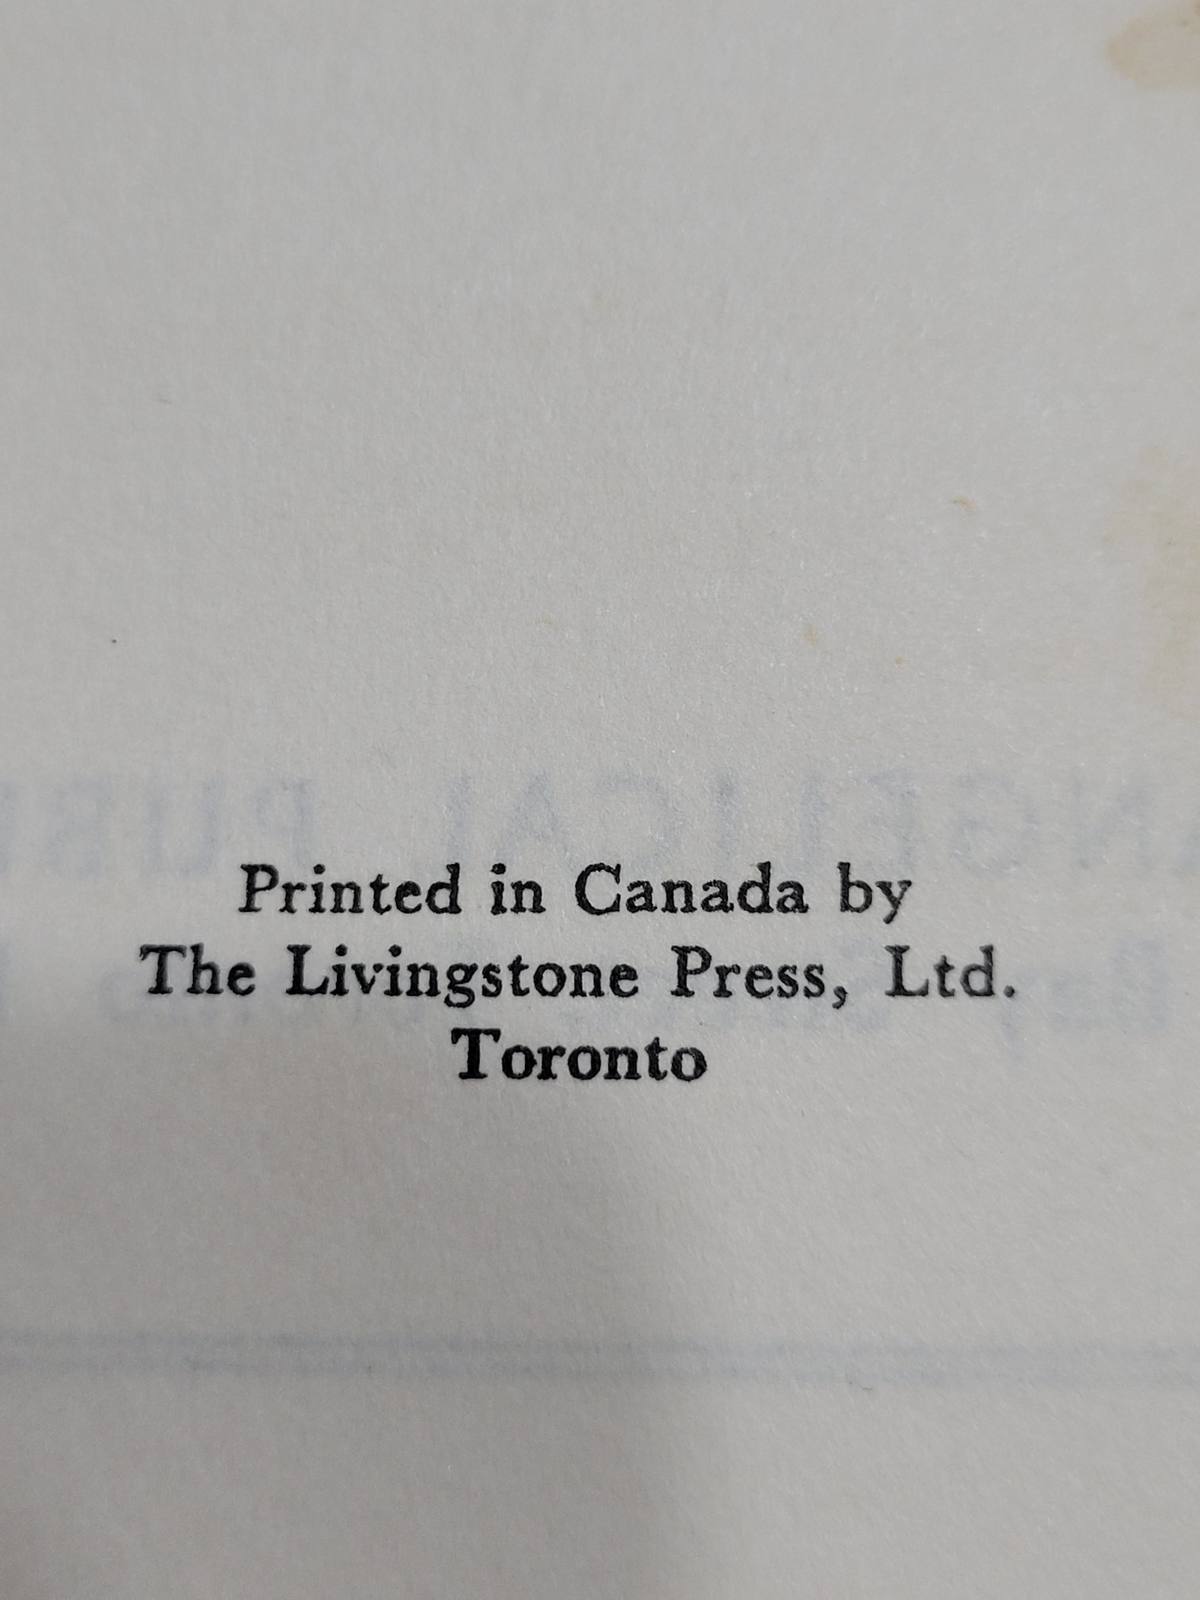 Printed in Canada by
The Livingstone Press, Ltd.
Toronto